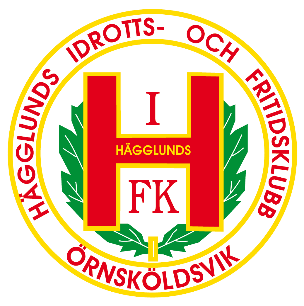 HÄGGLUNDS IDROTTS- OCH FRITIDSKLUBB
I
HÄGGLUNDS
FK
ÖRNSKÖLDSVIK